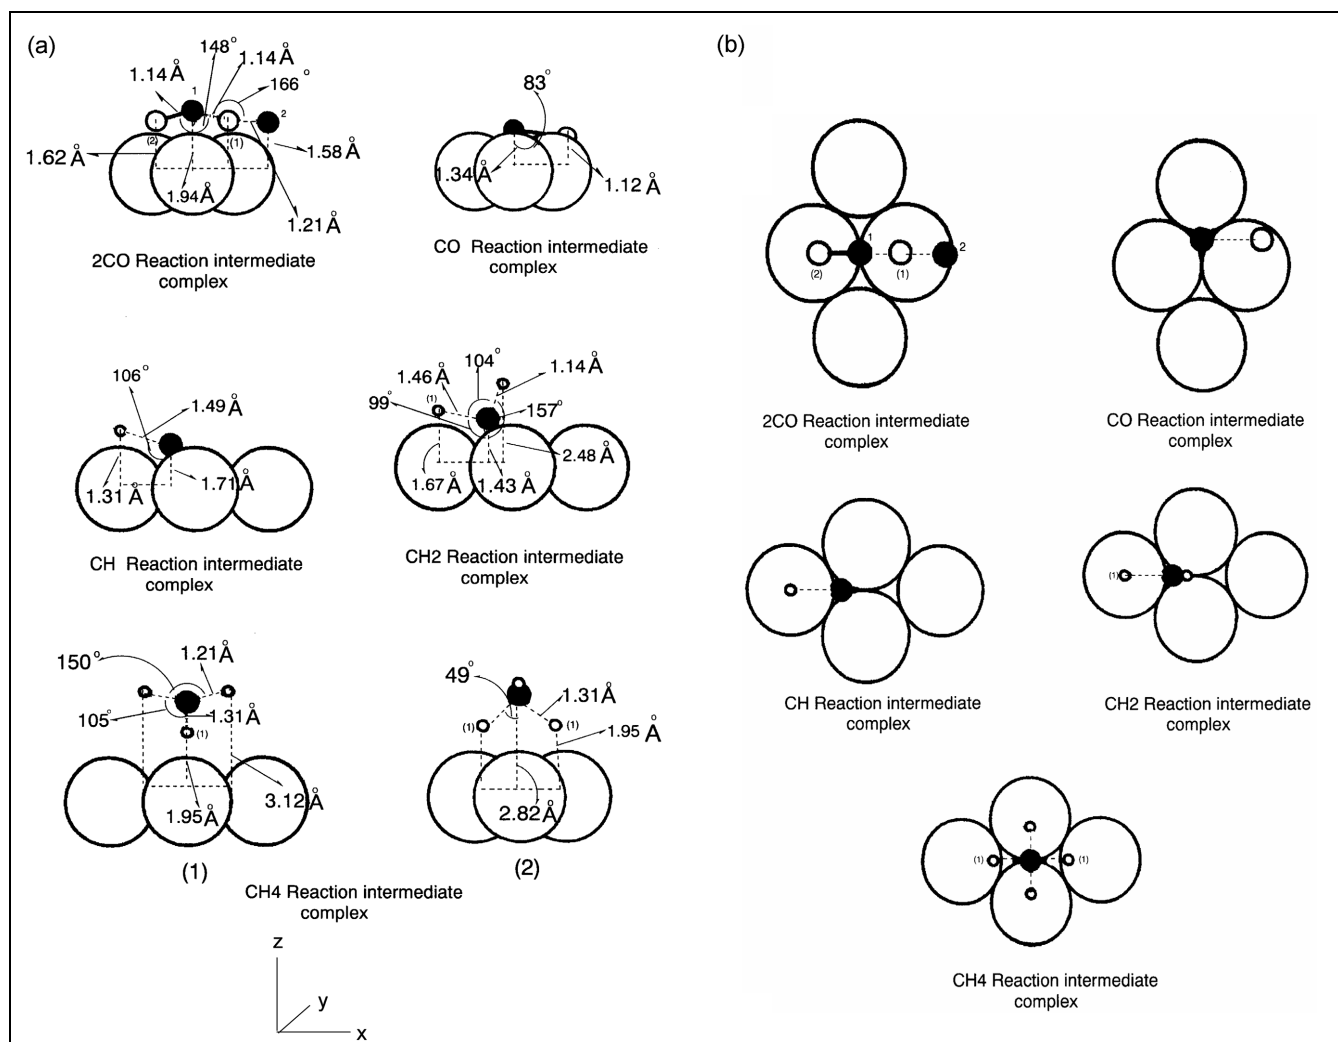 (a)
148°
1.14 Å
1.14 Å
166°
1
2
(2)
(1)
1.62 Å
1.58 Å
1.94 Å
1.21 Å
2CO Reaction intermediate
complex
83°
1.34 Å
1.12 Å
CO Reaction intermediate
complex
106°
1.49 Å
1.31 Å
1.71 Å
CH Reaction intermediate
complex
104°
1.14 Å
1.46 Å
(1)
99°
157°
2.48 Å
1.67 Å
1.43 Å
CH2 Reaction intermediate
complex
150°
1.21 Å
105°
1.31 Å
(1)
3.12 Å
1.95 Å
(1)
49°
1.31 Å
(1)
(1)
1.95 Å
2.82 Å
(2)
CH4 Reaction intermediate
complex
z
y
x
(b)
1
2
(2)
(1)
2CO Reaction intermediate
complex
CO Reaction intermediate
complex
CH Reaction intermediate
complex
(1)
CH2 Reaction intermediate
complex
(1)
(1)
CH4 Reaction intermediate
complex